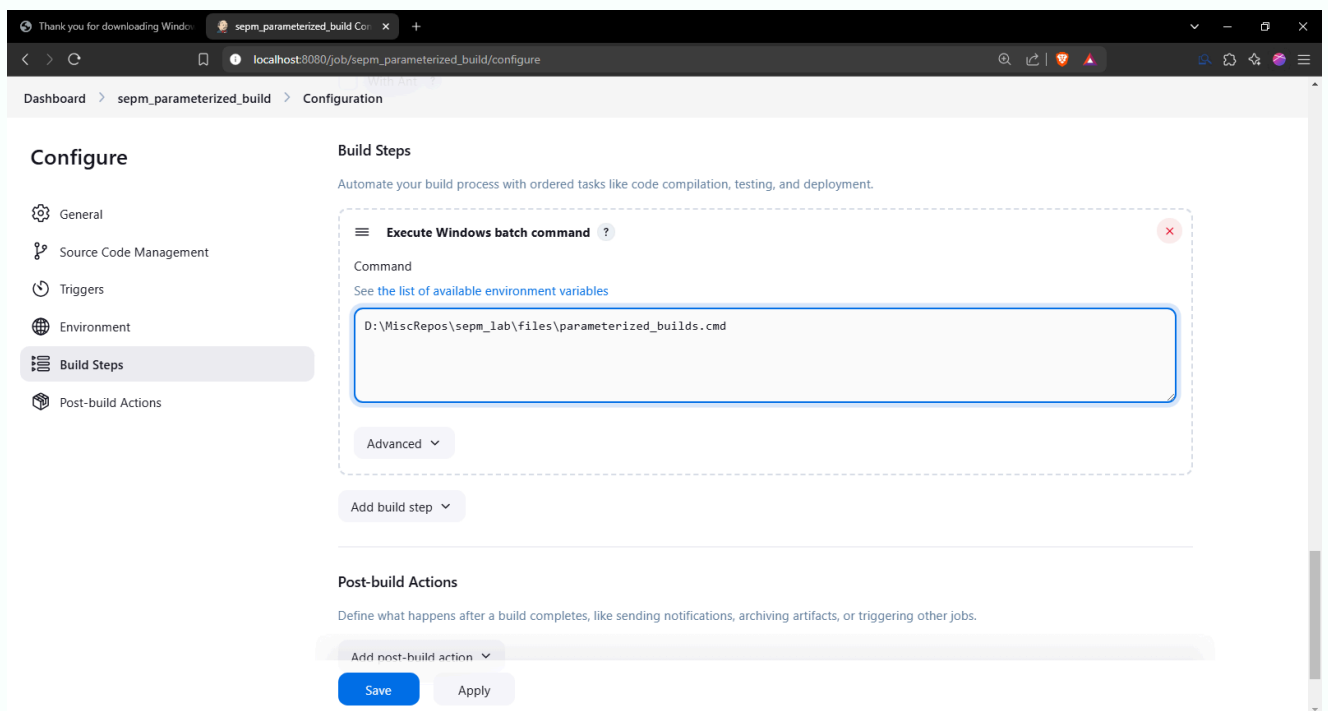 Thank you for downloading Window
sepm_parameterized_build Con
localhost:8080/job/sepm_parameterized_build/configure
With Ant ?
Dashboard > sepm_parameterized_build > Configuration
Configure
General
Source Code Management
Triggers
Environment
Build Steps
Post-build Actions
Build Steps
Automate your build process with ordered tasks like code compilation, testing, and deployment.
Execute Windows batch command ?
Command
See the list of available environment variables
D:\MiscRepos\sepm_lab\files\parameterized_builds.cmd
Advanced
Add build step
Post-build Actions
Define what happens after a build completes, like sending notifications, archiving artifacts, or triggering other jobs.
Add post-build action
Save
Apply